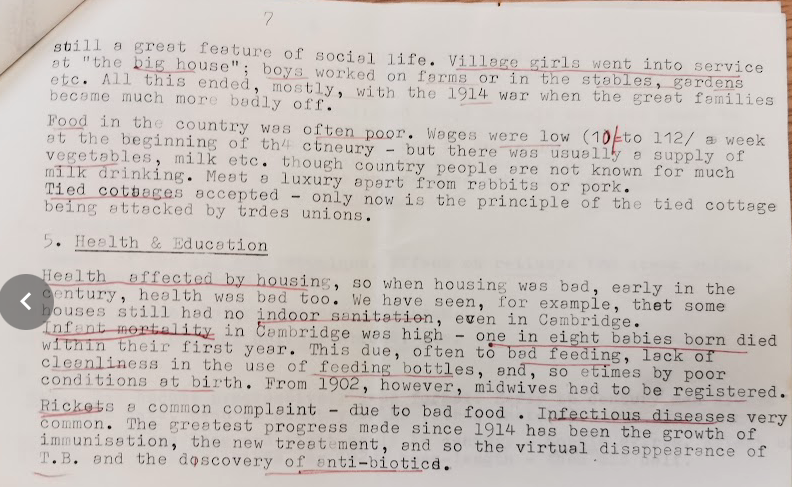 7
still a great feature of social life. Village girls went into service
at "the big house"; boys worked on farms or in the stables, gardens
etc. All this ended, mostly, with the 1914 war when the great families
became much more badly off.
Food in the country was often poor. Wages were low (10/to 112/ a week
at the beginning of th4 ctneury - but there was usually a supply of
vegetables, milk etc. though country people are not known for much
milk drinking. Meat a luxury apart from rabbits or pork.
Tied cottages accepted - only now is the principle of the tied cottage
being attacked by trdes unions.
5. Health & Education
Health affected by housing, so when housing was bad, early in the
century, health was bad too. We have seen, for example, that some
houses still had no indoor sanitation, even in Cambridge.
Infant mortality in Cambridge was high - one in eight babies born died
within their first year. This due, often to bad feeding, lack of
cleanliness in the use of feeding bottles, and, so etimes by poor
conditions at birth. From 1902, however, midwives had to be registered.
Rickets a common complaint - due to bad food . Infectious diseases very
common. The greatest progress made since 1914 has been the growth of
immunisation, the new treatement, and so the virtual disappearance of
T.B. and the dqscovery of anti-biotics.